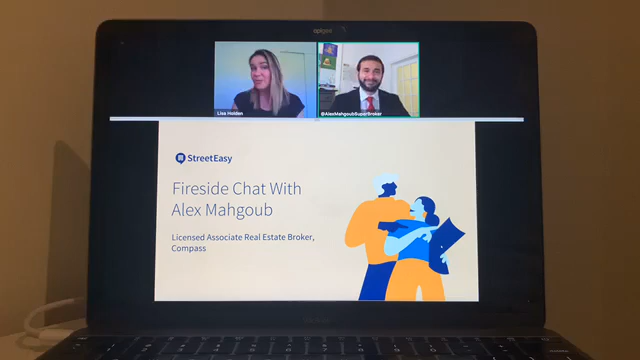 Lisa Holden
@AlexMahgoubSuperBroker
StreetEasy
Fireside Chat With
Alex Mahgoub
Licensed Associate Real Estate Broker,
Compass